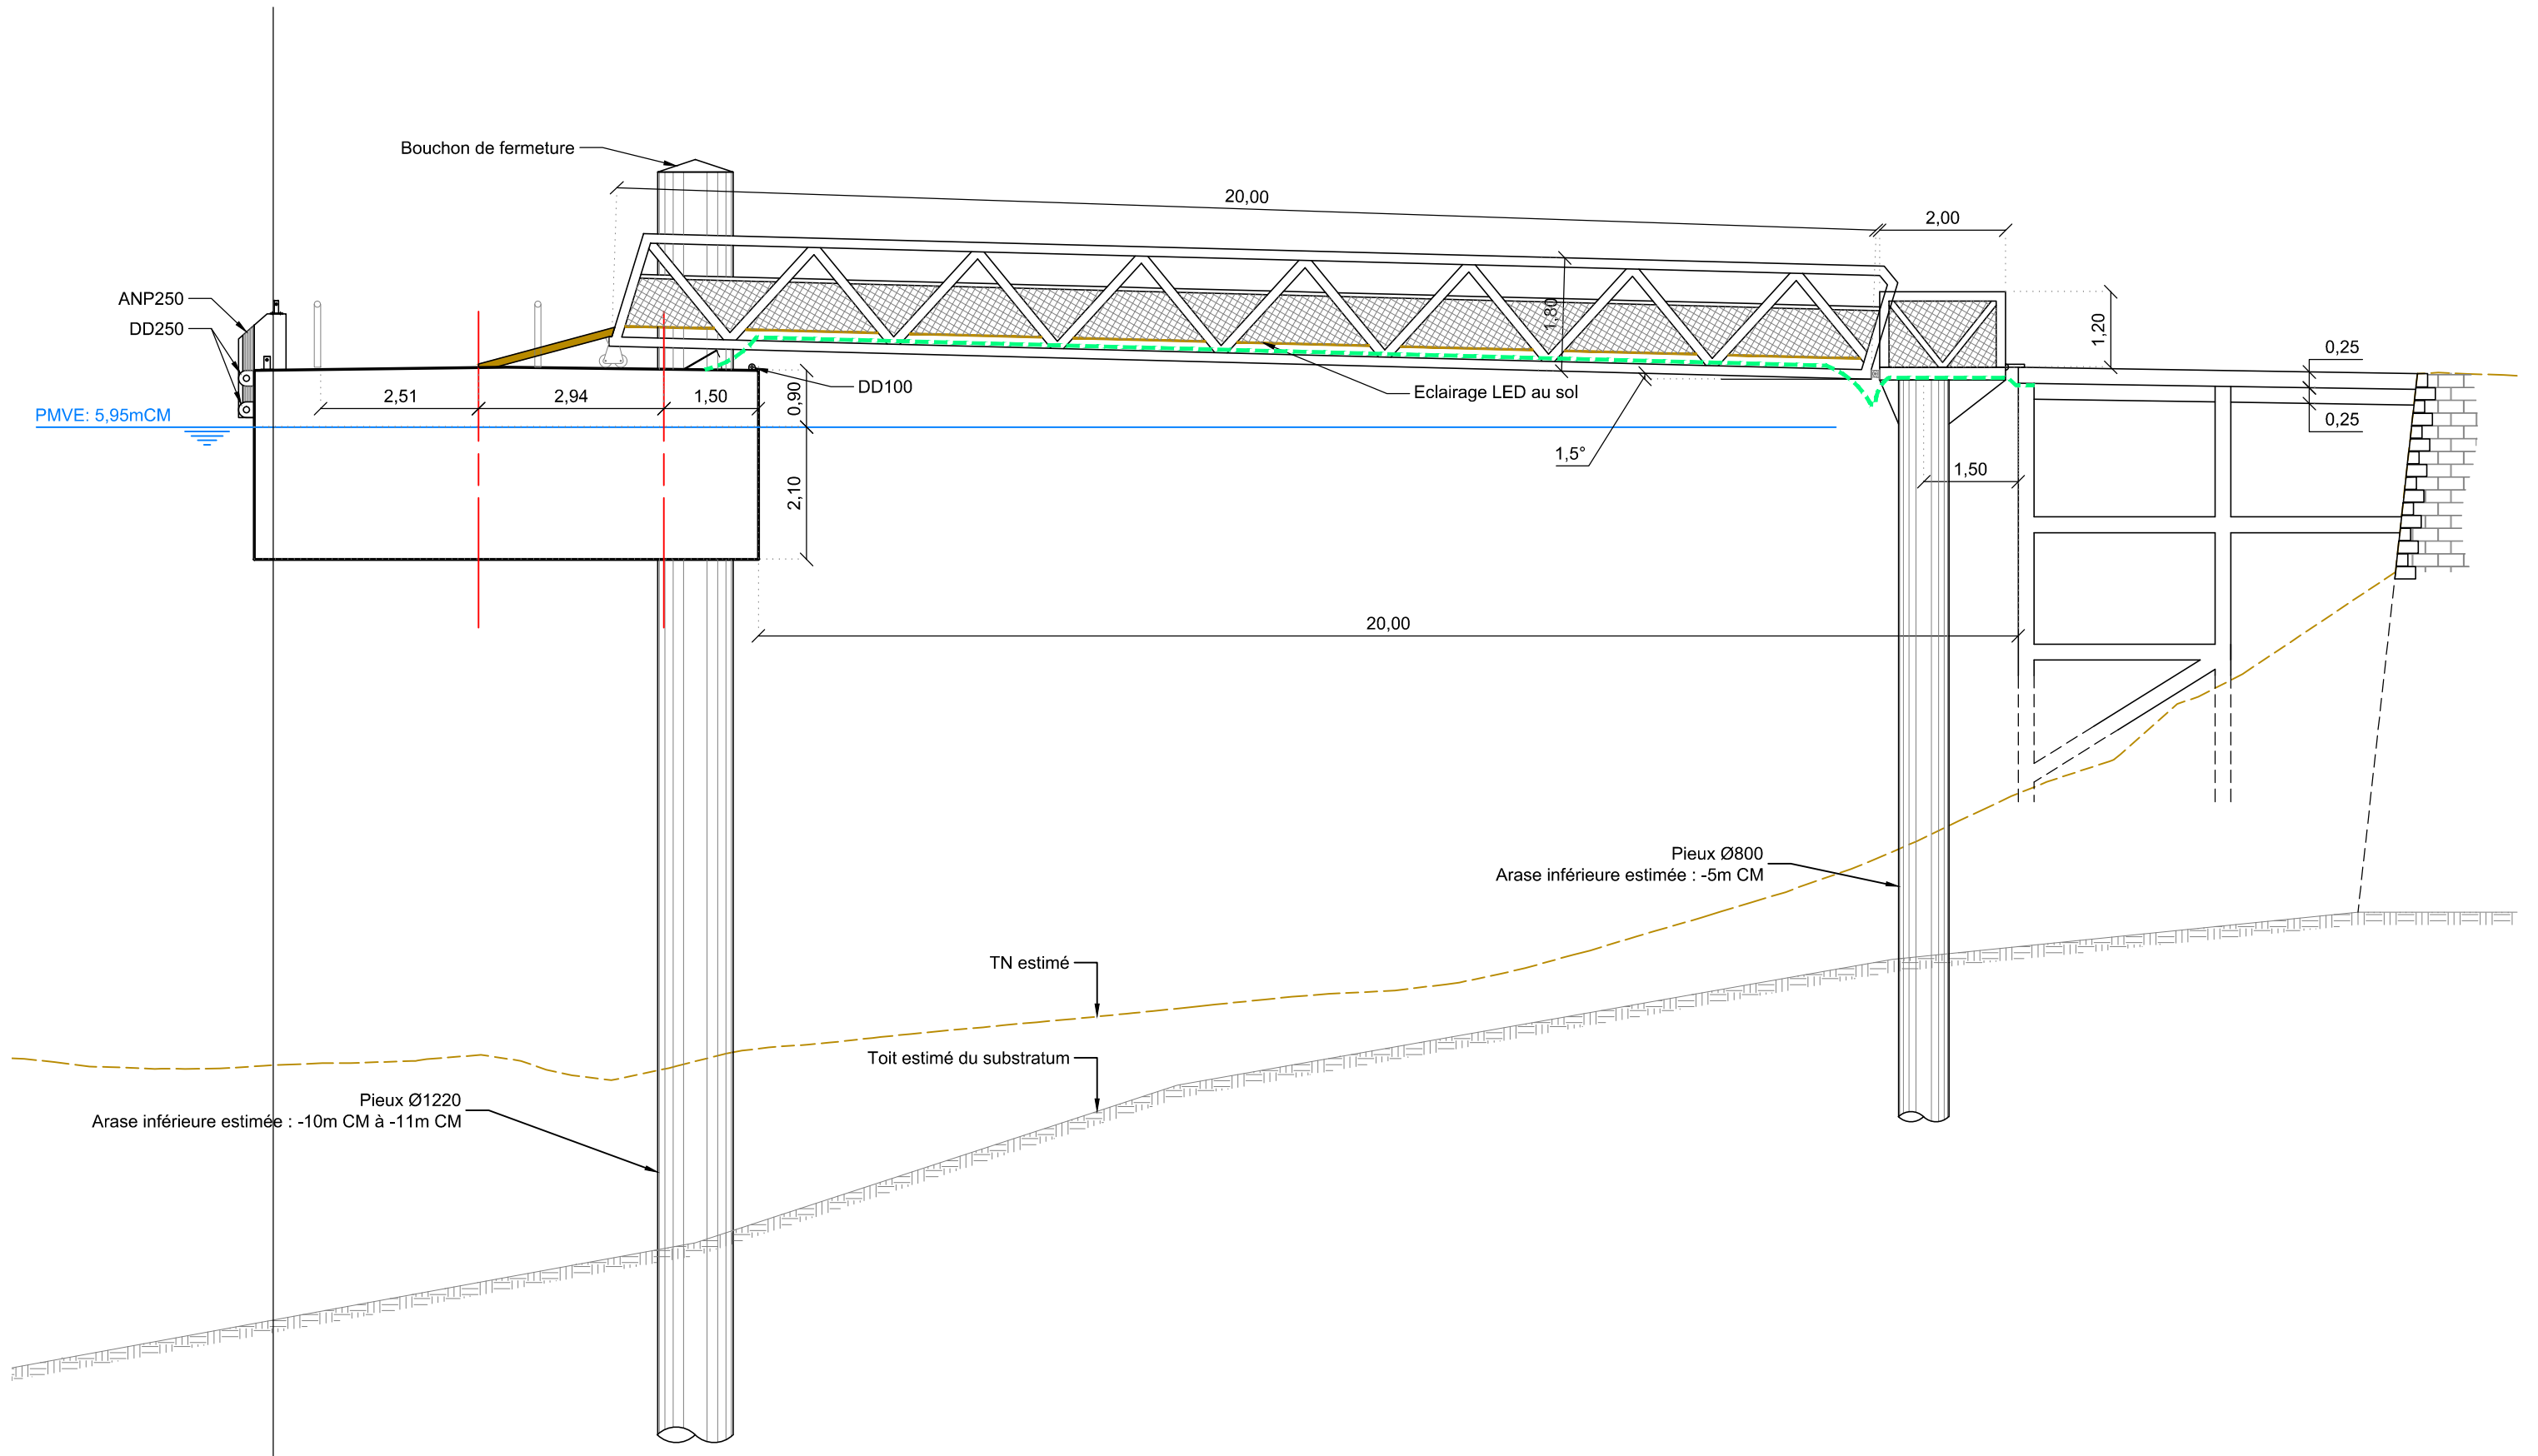 Bouchon de fermeture
20,00
2,00
ANP250
DD250
1,80
1,20
0,25
DD100
Eclairage LED au sol
2,51
2,94
1,50
0,90
PMVE: 5,95mCM
0,25
1,5°
1,50
2,10
20,00
Pieux Ø800
Arase inférieure estimée : -5m CM
TN estimé
Toit estimé du substratum
Pieux Ø1220
Arase inférieure estimée : -10m CM à -11m CM